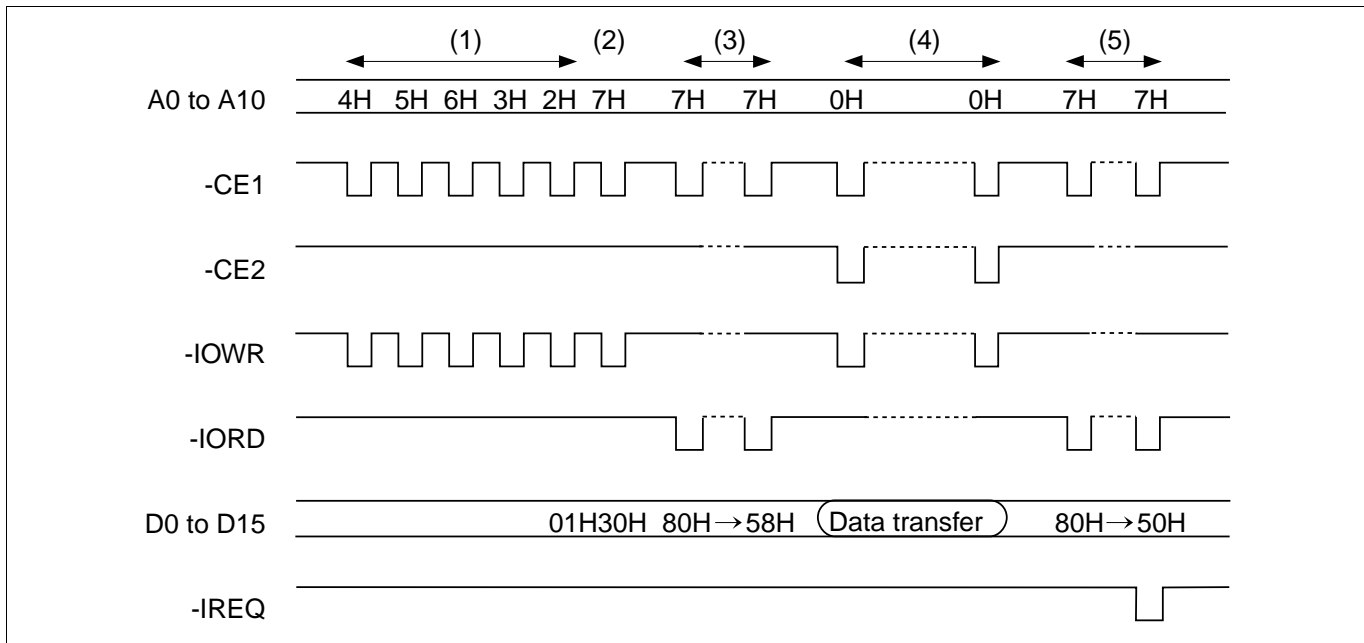 (1) (2) (3) (4) (5)
A0 to A10 4H 5H 6H 3H 2H 7H 7H 7H 0H 0H 7H 7H
-CE1
-CE2
-IOWR
-IORD
D0 to D15 01H30H 80H→58H Data transfer 80H→50H
-IREQ